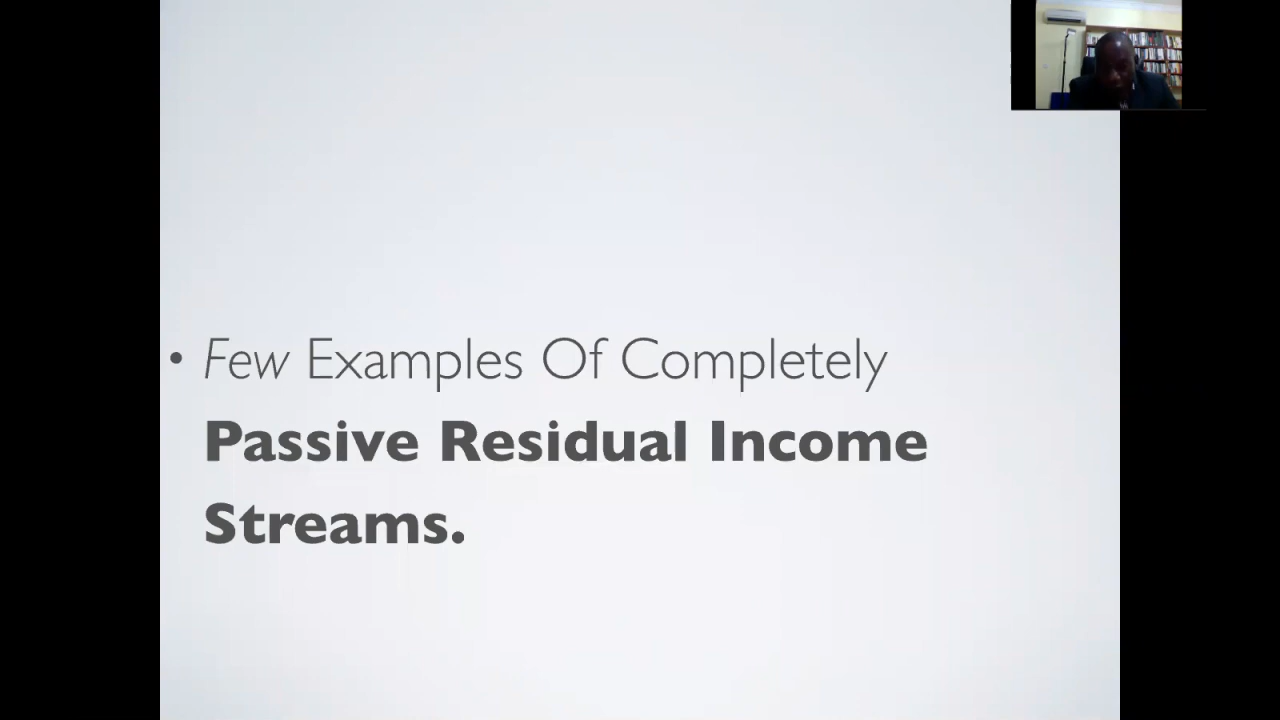 • Few Examples Of Completely
Passive Residual Income
Streams.